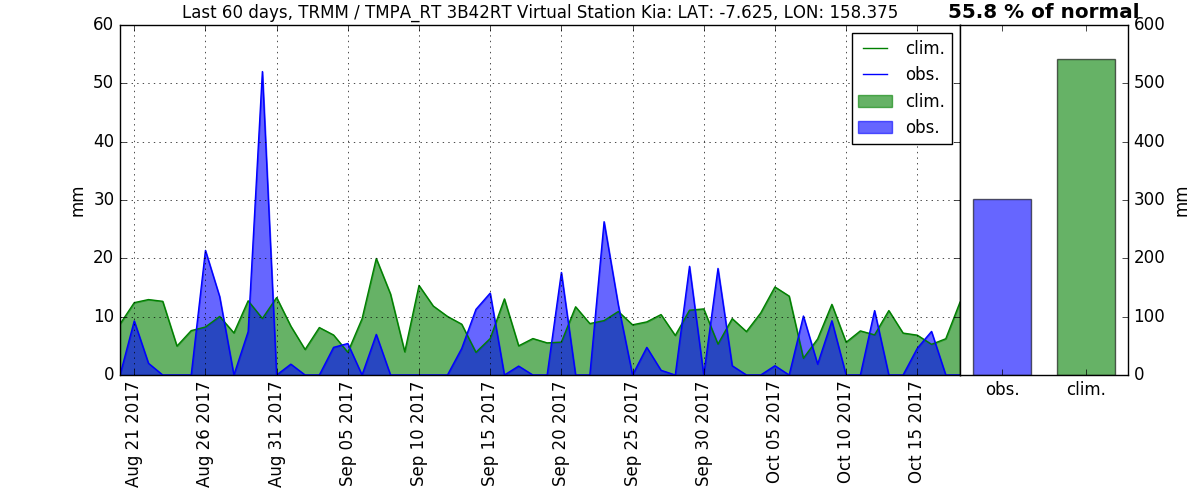 Last 60 days, TRMM / TMPA_RT 3B42RT Virtual Station Kia: LAT: -7.625, LON: 158.375
55.8 % of normal
60
50
40
30
20
10
0
mm
clim.
obs.
clim.
obs.
600
500
400
300
200
100
0
mm
Aug 21 2017
Aug 26 2017
Aug 31 2017
Sep 05 2017
Sep 10 2017
Sep 15 2017
Sep 20 2017
Sep 25 2017
Sep 30 2017
Oct 05 2017
Oct 10 2017
Oct 15 2017
obs.
clim.